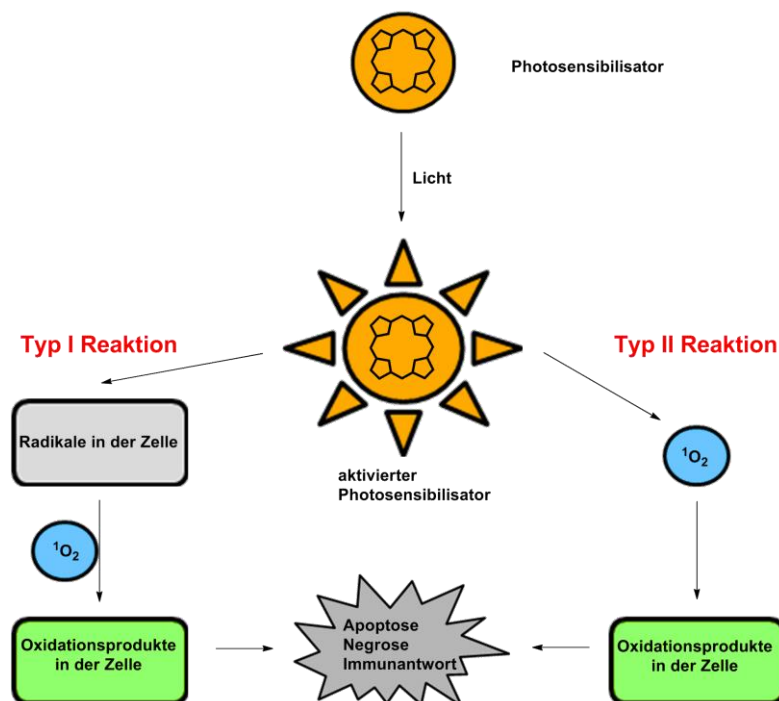 Photosensibilisator
Licht
Typ I Reaktion
Typ II Reaktion
Radikale in der Zelle
¹O₂
aktivierter
Photosensibilisator
¹O₂
Apoptose
Negrose
Immunantwort
Oxidationsprodukte
in der Zelle
Oxidationsprodukte
in der Zelle